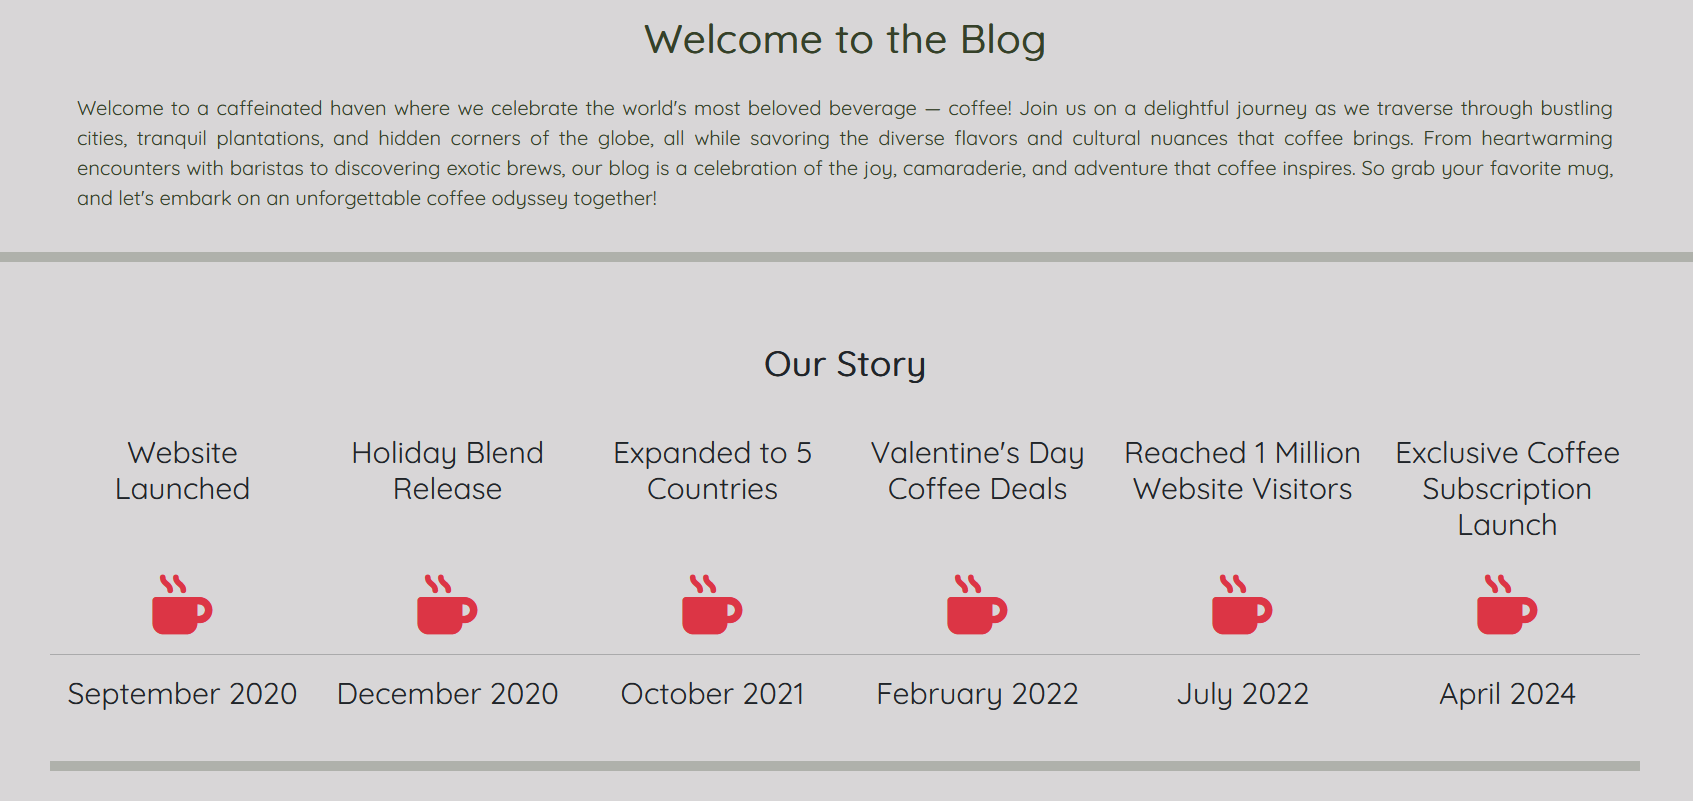 Welcome to the Blog
Welcome to a caffeinated haven where we celebrate the world's most beloved beverage — coffee! Join us on a delightful journey as we traverse through bustling
cities, tranquil plantations, and hidden corners of the globe, all while savoring the diverse flavors and cultural nuances that coffee brings. From heartwarming
encounters with baristas to discovering exotic brews, our blog is a celebration of the joy, camaraderie, and adventure that coffee inspires. So grab your favorite mug,
and let's embark on an unforgettable coffee odyssey together!
Our Story
Website
Launched
Holiday Blend
Release
Expanded to 5
Countries
Valentine's Day
Coffee Deals
Reached 1 Million
Website Visitors
Exclusive Coffee
Subscription
Launch
September 2020
December 2020
October 2021
February 2022
July 2022
April 2024